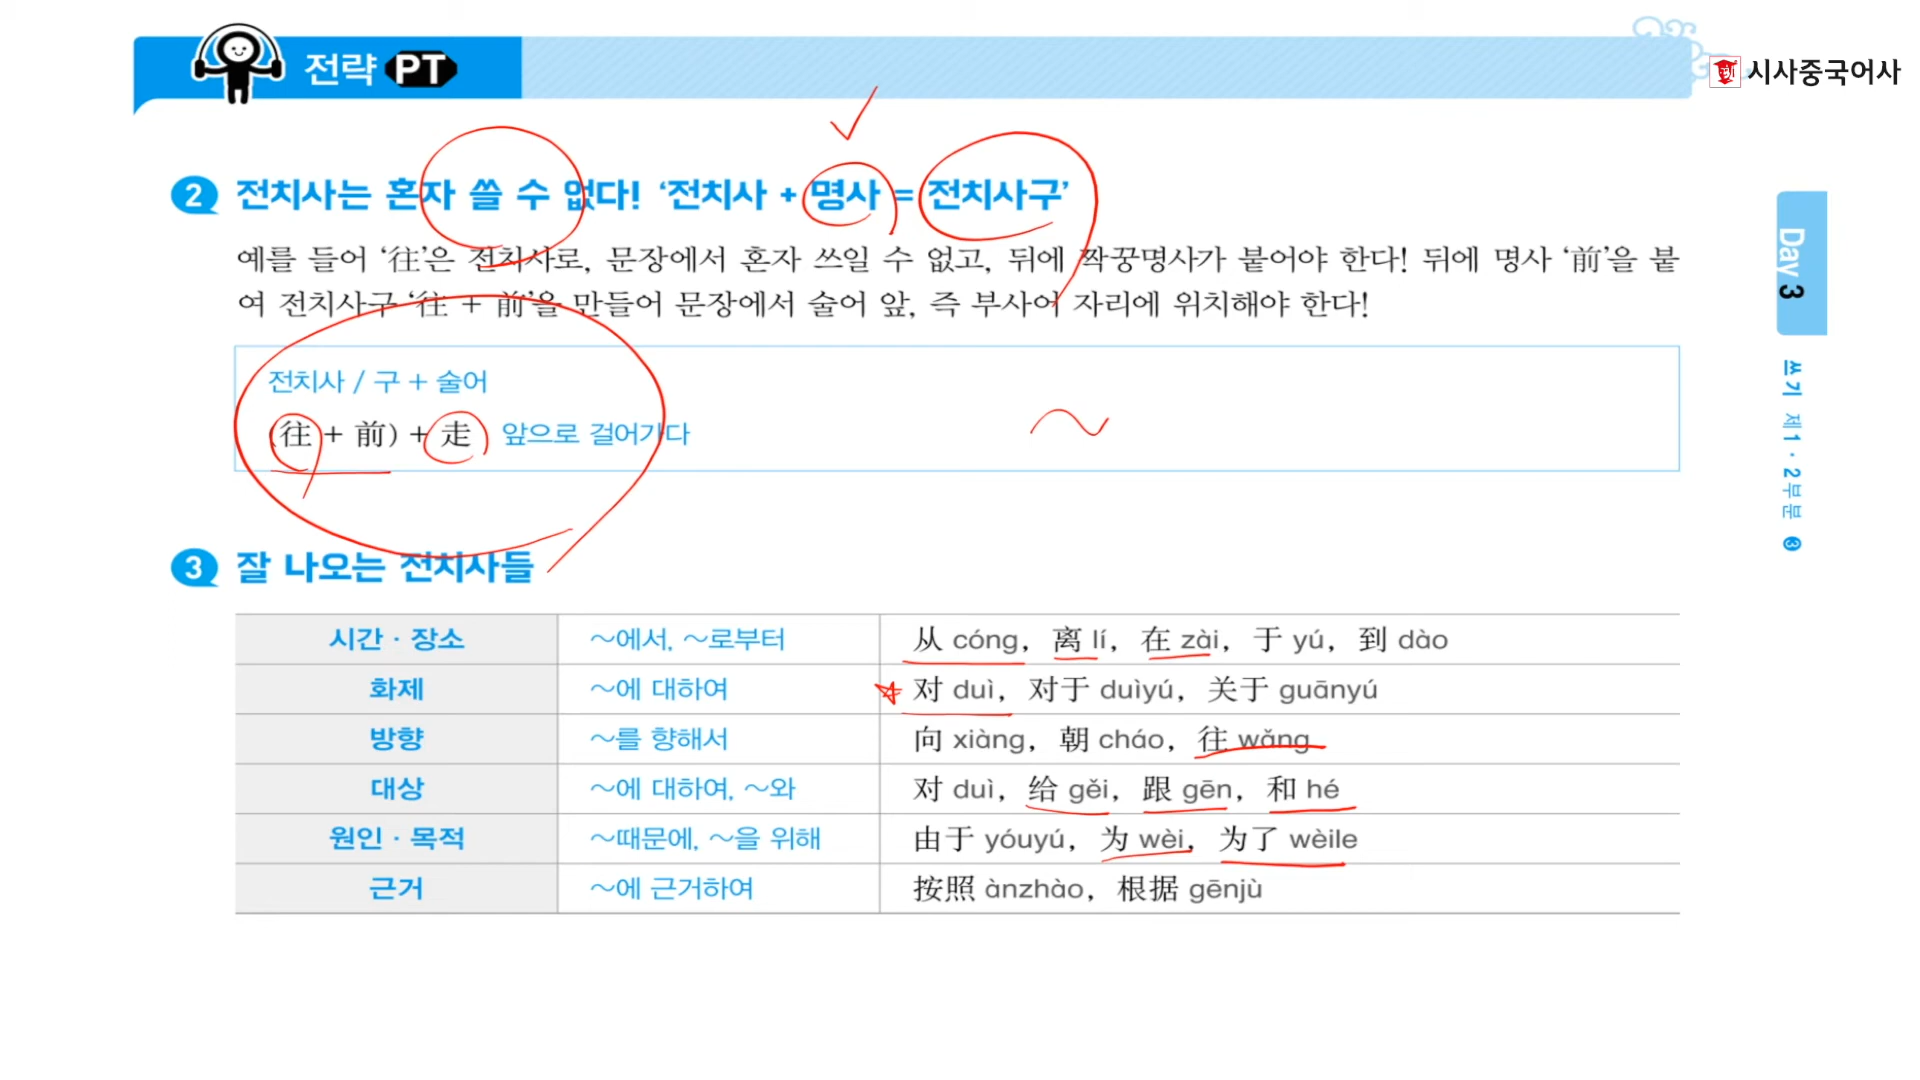 전략 PT
시사중국어사
2 전치사는 혼자 쓸 수 없다! ‘전치사 + 명사 = 전치사구’
예를 들어 ‘往’은 전치사로, 문장에서 혼자 쓰일 수 없고, 뒤에 짝꿍명사가 붙어야 한다! 뒤에 명사 ‘前’을 붙
여 전치사구 ‘往 + 前’을 만들어 문장에서 술어 앞, 즉 부사어 자리에 위치해야 한다!
전치사 / 구 + 술어
(往 + 前) + 走 앞으로 걸어가다
3 잘 나오는 전치사들
시간 · 장소 ~에서, ~로부터 从 cóng, 离 lí, 在 zài, 于 yú, 到 dào
화제 ~에 대하여 对 duì, 对于 duìyú, 关于 guānyú
방향 ~를 향해서 向 xiàng, 朝 cháo, 往 wǎng
대상 ~에 대하여, ~와 对 duì, 给 gěi, 跟 gēn, 和 hé
원인 · 목적 ~때문에, ~을 위해 由于 yóuyú, 为 wèi, 为了 wèile
근거 ~에 근거하여 按照 ànzhào, 根据 gēnjù
Day 3
쓰기 제1 · 2부분 3